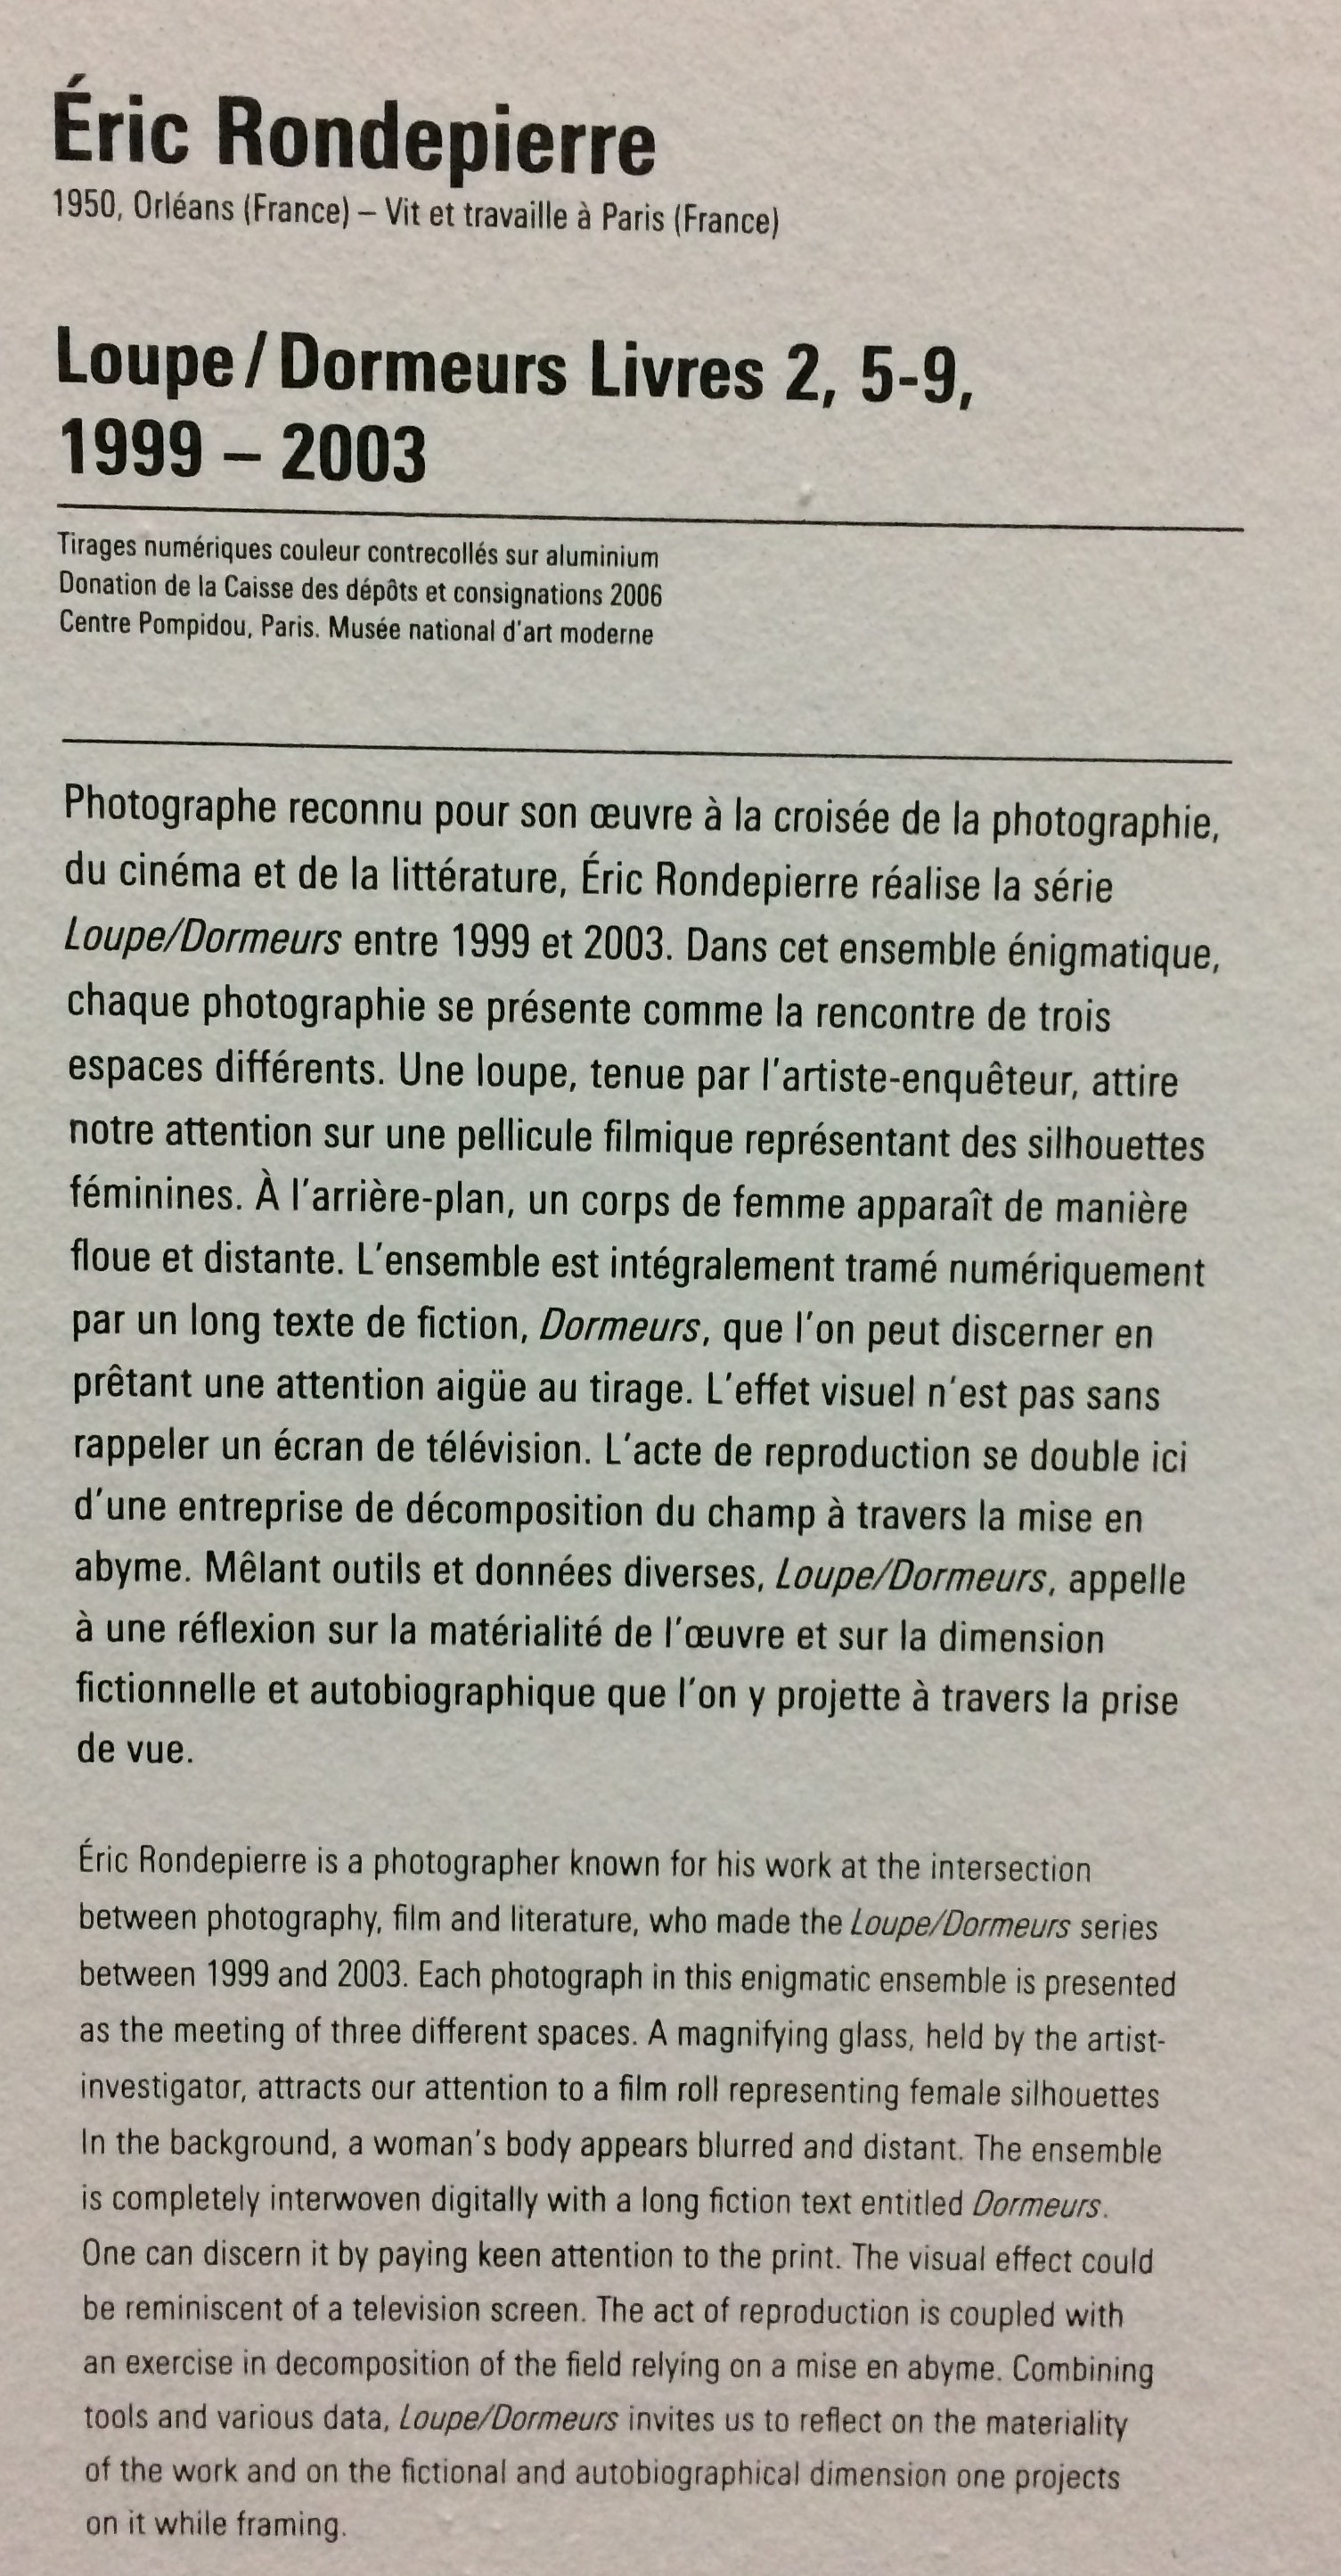 Éric Rondepierre
1950, Orléans (France) – Vit et travaille à Paris (France)
Loupe / Dormeurs Livres 2, 5-9,
1999 – 2003
Tirages numériques couleur contrecollés sur aluminium
Donation de la Caisse des dépôts et consignations 2006
Centre Pompidou, Paris. Musée national d'art moderne
Photographe reconnu pour son œuvre à la croisée de la photographie,
du cinéma et de la littérature, Éric Rondepierre réalise la série
Loupe/Dormeurs entre 1999 et 2003. Dans cet ensemble énigmatique,
chaque photographie se présente comme la rencontre de trois
espaces différents. Une loupe, tenue par l'artiste-enquêteur, attire
notre attention sur une pellicule filmique représentant des silhouettes
féminines. À l'arrière-plan, un corps de femme apparaît de manière
floue et distante. L'ensemble est intégralement tramé numériquement
par un long texte de fiction, Dormeurs, que l'on peut discerner en
prêtant une attention aigüe au tirage. L'effet visuel n'est pas sans
rappeler un écran de télévision. L'acte de reproduction se double ici
d'une entreprise de décomposition du champ à travers la mise en
abyme. Mêlant outils et données diverses, Loupe/Dormeurs, appelle
à une réflexion sur la matérialité de l'œuvre et sur la dimension
fictionnelle et autobiographique que l'on y projette à travers la prise
de vue.
Éric Rondepierre is a photographer known for his work at the intersection
between photography, film and literature, who made the Loupe/Dormeurs series
between 1999 and 2003. Each photograph in this enigmatic ensemble is presented
as the meeting of three different spaces. A magnifying glass, held by the artist-
investigator, attracts our attention to a film roll representing female silhouettes
In the background, a woman's body appears blurred and distant. The ensemble
is completely interwoven digitally with a long fiction text entitled Dormeurs.
One can discern it by paying keen attention to the print. The visual effect could
be reminiscent of a television screen. The act of reproduction is coupled with
an exercise in decomposition of the field relying on a mise en abyme. Combining
tools and various data, Loupe/Dormeurs invites us to reflect on the materiality
of the work and on the fictional and autobiographical dimension one projects
on it while framing.